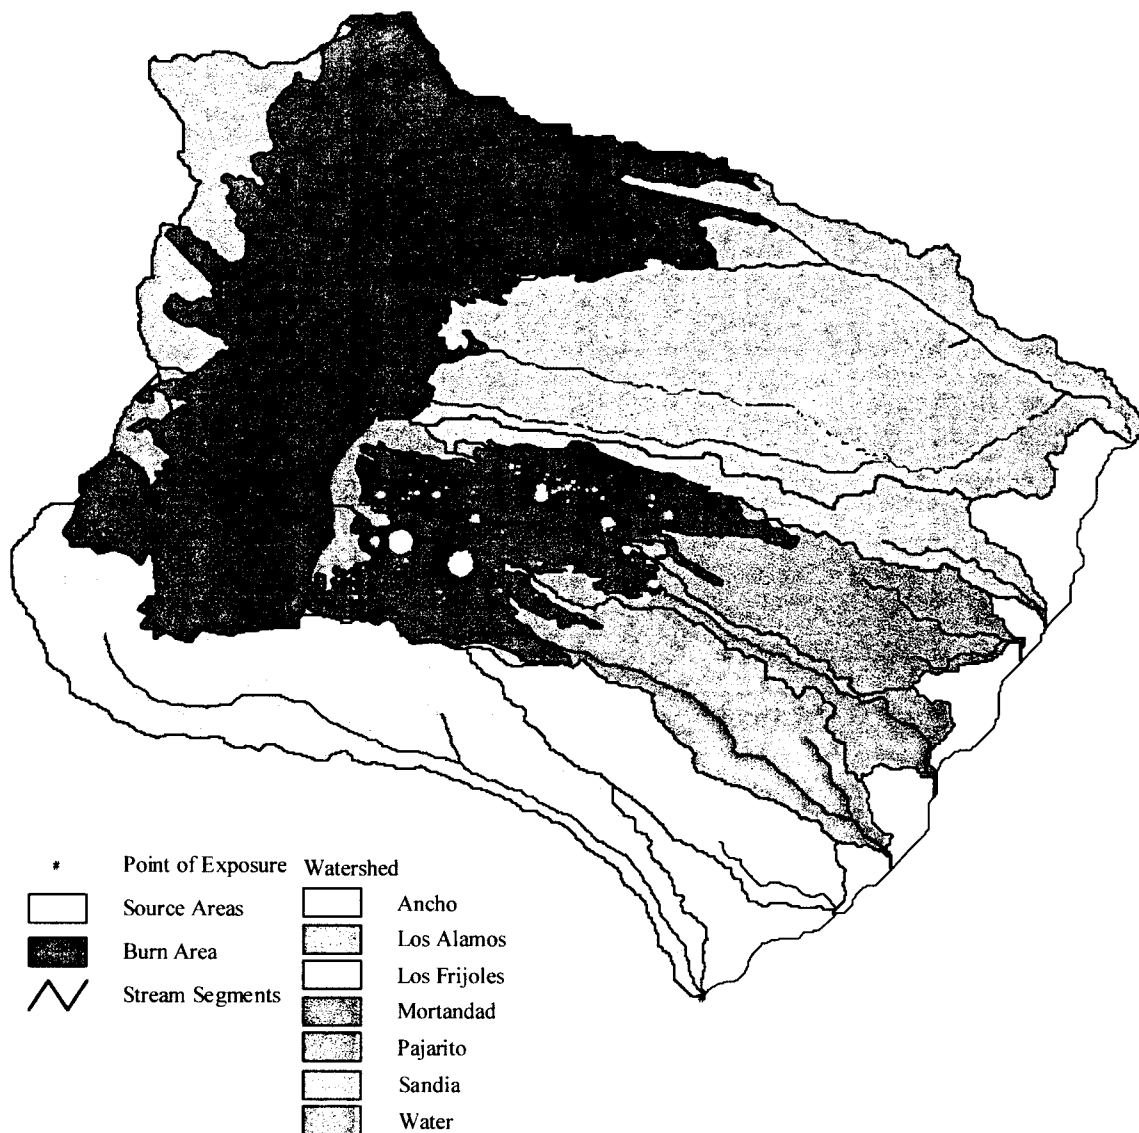 Point of Exposure
Source Areas
Burn Area
Stream Segments
Watershed
Ancho
Los Alamos
Los Frijoles
Mortandad
Pajarito
Sandia
Water